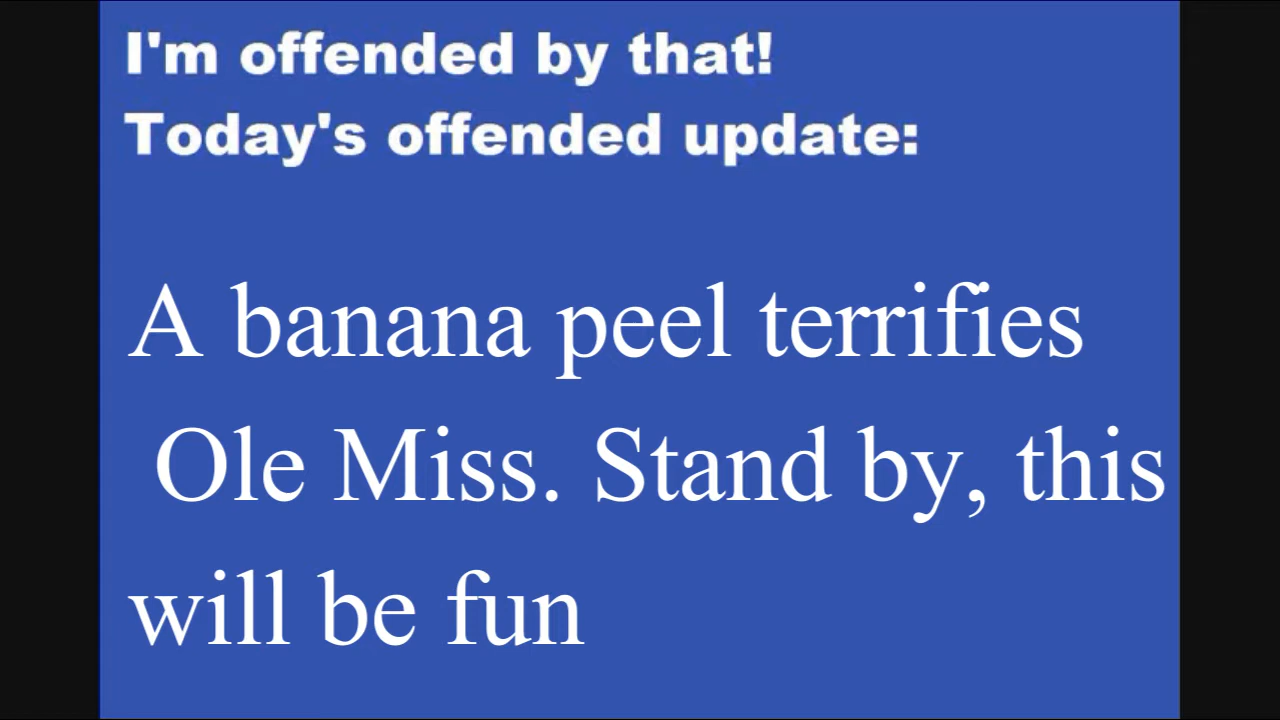 I'm offended by that!
Today's offended update:
A banana peel terrifies
Ole Miss. Stand by, this
will be fun